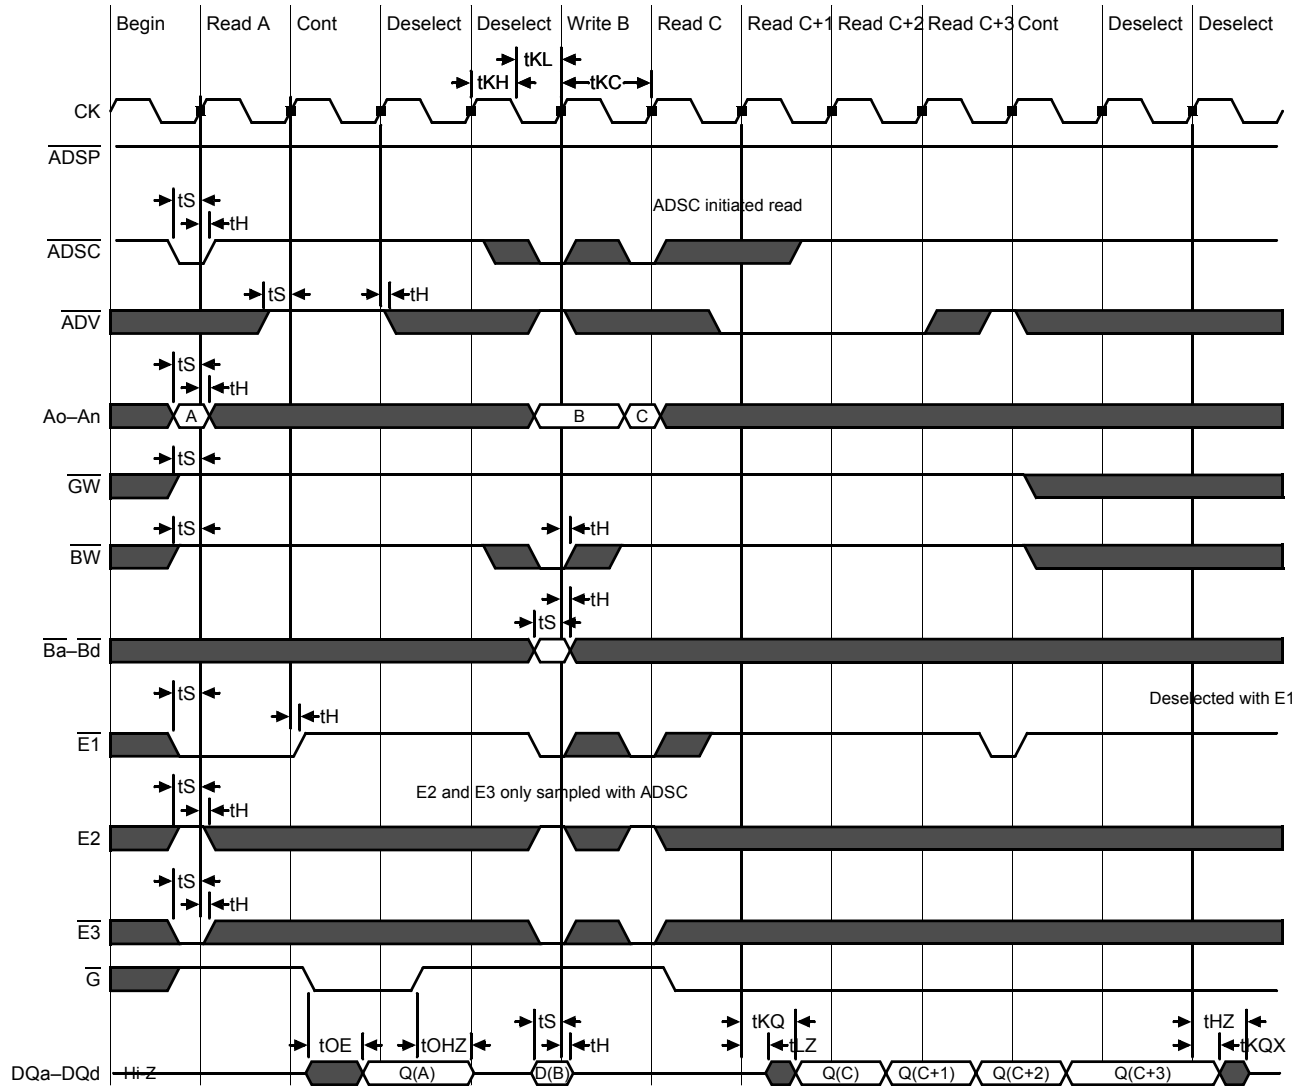 Begin Read A Cont Deselect Deselect Write B Read C Read C+1 Read C+2 Read C+3 Cont Deselect Deselect
tKL
tKH tKC
CK
ADSP
tS ADSC initiated read
tH
ADSC
tS tH
ADV
tS
tH
Ao–An A B C
tS
GW
tS tH
BW
tH
tS
Ba–Bd
tS Deselected with E1
tH
E1
tS E2 and E3 only sampled with ADSC
tH
E2
tS
tH
E3
G
tS tKQ tHZ
tOE tOHZ tH tLZ tKQX
DQa–DQd Hi-Z Q(A) D(B) Q(C) Q(C+1) Q(C+2) Q(C+3)